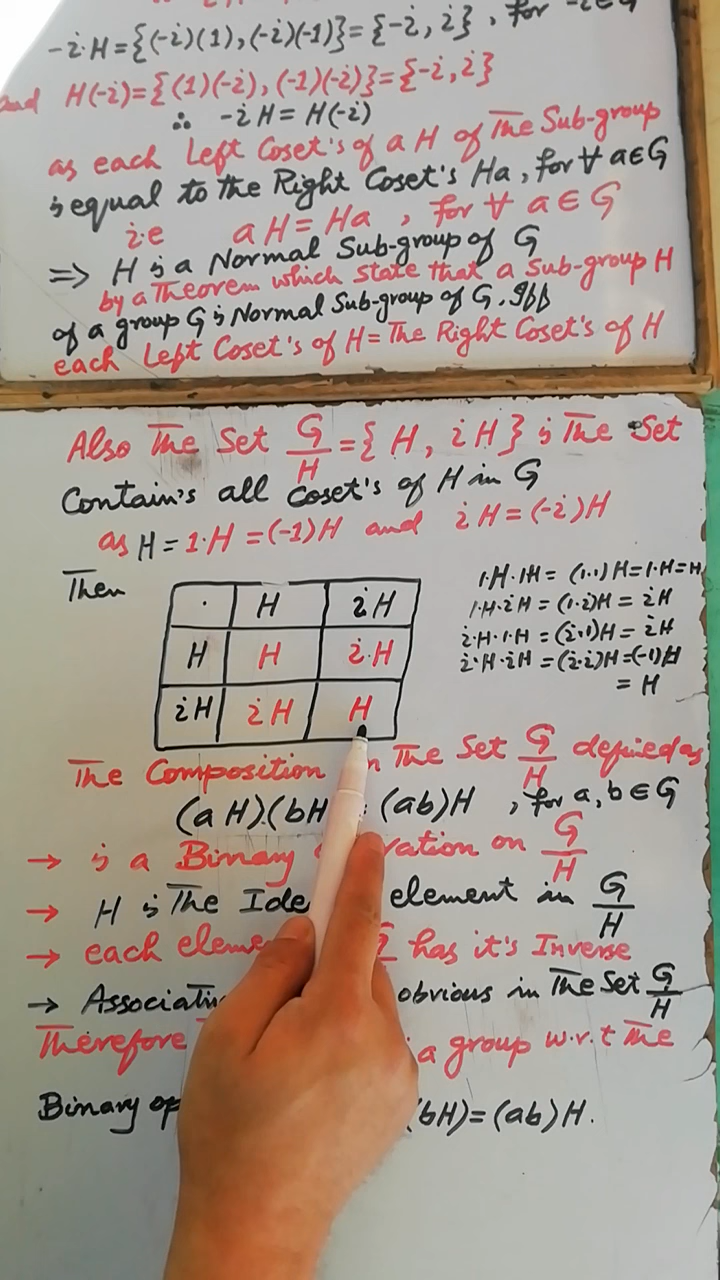 -i·H={(-i)(1),(-i)(-1)}={-i,i}, for -i∈G
and H(-i)={(1)(-i),(-1)(-i)}={-i,i}
∴ -iH=H(-i)
as each Left Coset's of aH of The Sub-group
is equal to the Right Coset's Ha, for ∀ a∈G
i.e aH=Ha, for ∀ a∈G
⇒ H is a Normal Sub-group of G
by a Theorem which state that a Sub-group H
of a group G is Normal Sub-group of G. Iff
each Left Coset's of H=The Right Coset's of H
Also The Set G/H={H, iH} is The Set
Contain's all Coset's of H in G
as H=1·H=(-1)H and iH=(-i)H
Then
· H iH
H H i·H
iH iH H
1·H·1H=(1·1)H=1·H=H
1·H·iH=(1·i)H=iH
i·H·1·H=(i·1)H=iH
i·H·iH=(i·i)H=(-1)H
=H
The Composition The Set G/H defined as
(aH)·(bH (ab)H, for a,b∈G
→ is a Binary on G/H
→ H is The element in G/H
→ each has it's Inverse
→ obvious in The Set G/H
Therefore a group w.r.t The
Binary bH)=(ab)H.